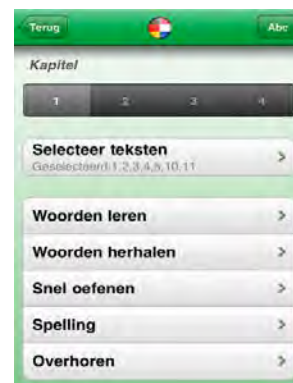 Terug Abc
Kapitel
1 2 3 4
Selecteer teksten
Geselecteerd 1,2,3,4,5,10,11
Woorden leren
Woorden herhalen
Snel oefenen
Spelling
Overhoren